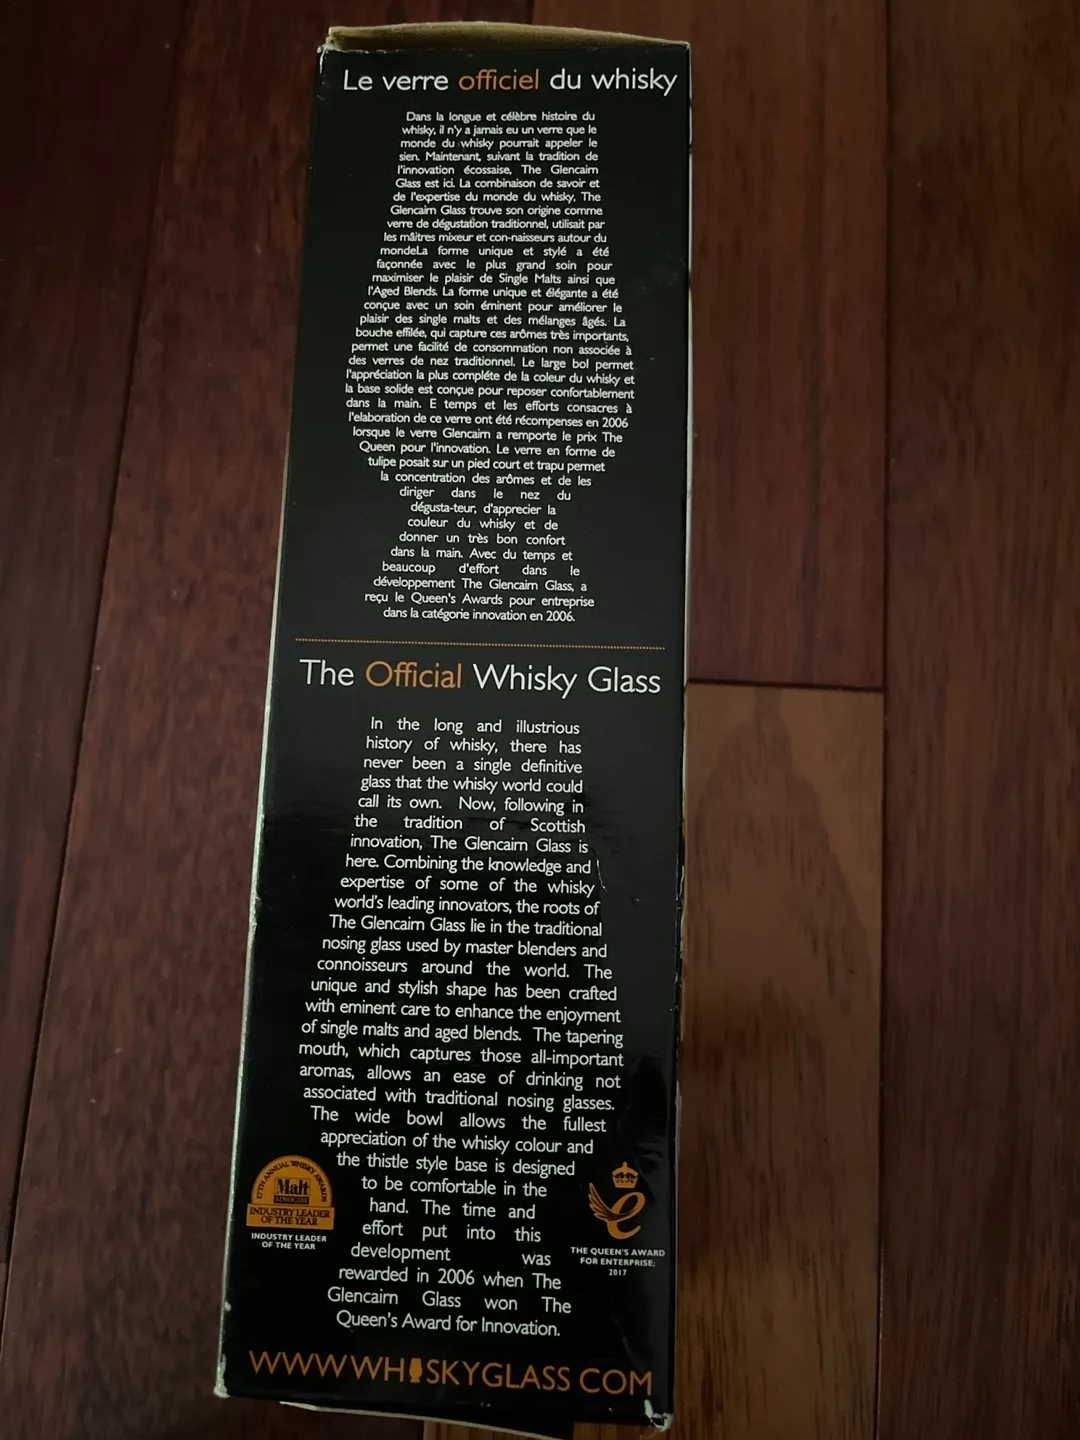 Le verre officiel du whisky
Dans la longue et célèbre histoire du
whisky, il n'y a jamais eu un verre que le
monde du whisky pourrait appeler le
sien. Maintenant, suivant la tradition de
l'innovation écossaise, The Glencairn
Glass est ici. La combinaison de savoir et
de l'expertise du monde du whisky, The
Glencairn Glass trouve son origine comme
verre de dégustation traditionnel, utilisait par
les mâitres mixeur et con-naisseurs autour du
mondeLa forme unique et stylé a été
façonnée avec le plus grand soin pour
maximiser le plaisir de Single Malts ainsi que
l'Aged Blends. La forme unique et élégante a été
conçue avec un soin éminent pour améliorer le
plaisir des single malts et des mélanges âgés. La
bouche effilée, qui capture ces arômes très importants,
permet une facilité de consommation non associée à
des verres de nez traditionnel. Le large bol permet
l'appréciation la plus compléte de la coleur du whisky et
la base solide est conçue pour reposer confortablement
dans la main. E temps et les efforts consacres à
l'elaboration de ce verre ont été récompenses en 2006
lorsque le verre Glencairn a remporte le prix The
Queen pour l'innovation. Le verre en forme de
tulipe posait sur un pied court et trapu permet
la concentration des arômes et de les
diriger dans le nez du
dégusta-teur, d'apprecier la
couleur du whisky et de
donner un très bon confort
dans la main. Avec du temps et
beaucoup d'effort dans le
développement The Glencairn Glass, a
reçu le Queen's Awards pour entreprise
dans la catégorie innovation en 2006.
The Official Whisky Glass
In the long and illustrious
history of whisky, there has
never been a single definitive
glass that the whisky world could
call its own. Now, following in
the tradition of Scottish
innovation, The Glencairn Glass is
here. Combining the knowledge and
expertise of some of the whisky
world's leading innovators, the roots of
The Glencairn Glass lie in the traditional
nosing glass used by master blenders and
connoisseurs around the world. The
unique and stylish shape has been crafted
with eminent care to enhance the enjoyment
of single malts and aged blends. The tapering
mouth, which captures those all-important
aromas, allows an ease of drinking not
associated with traditional nosing glasses.
The wide bowl allows the fullest
appreciation of the whisky colour and
the thistle style base is designed
to be comfortable in the
hand. The time and
effort put into this
development was
rewarded in 2006 when The
Glencairn Glass won The
Queen's Award for Innovation.
17TH ANNUAL WHISKY AWARDS
Malt
ADVOCATE
INDUSTRY LEADER
OF THE YEAR
INDUSTRY LEADER
OF THE YEAR
THE QUEEN'S AWARD
FOR ENTERPRISE:
2017
WWW.WHISKYGLASS.COM